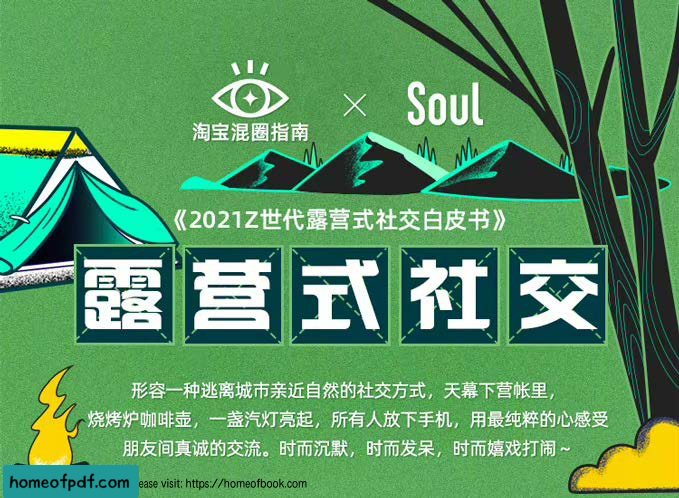 淘宝混圈指南 × Soul
《2021Z世代露营式社交白皮书》
露营式社交
形容一种逃离城市亲近自然的社交方式，天幕下营帐里，
烧烤炉咖啡壶，一盏汽灯亮起，所有人放下手机，用最纯粹的心感受
朋友间真诚的交流。时而沉默，时而发呆，时而嬉戏打闹～
homeofpdf.com
ease visit: https://homeofbook.com